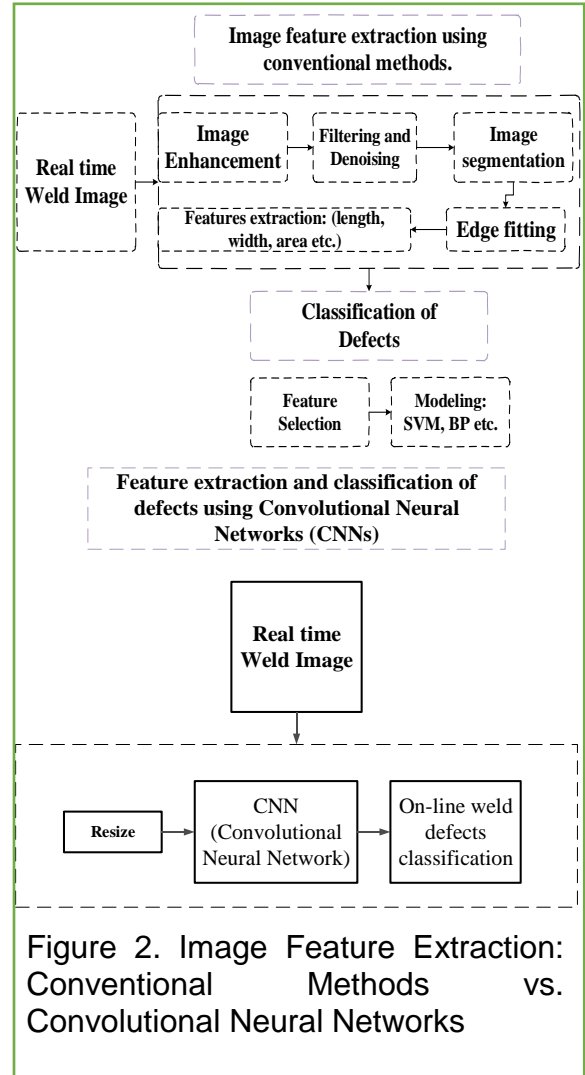 Image feature extraction using
conventional methods.
Real time
Weld Image
Image
Enhancement
Filtering and
Denoising
Image
segmentation
Features extraction: (length,
width, area etc.)
Edge fitting
Classification of
Defects
Feature
Selection
Modeling:
SVM, BP etc.
Feature extraction and classification of
defects using Convolutional Neural
Networks (CNNs)
Real time
Weld Image
Resize
CNN
(Convolutional
Neural Network)
On-line weld
defects
classification
Figure 2. Image Feature Extraction:
Conventional Methods vs.
Convolutional Neural Networks